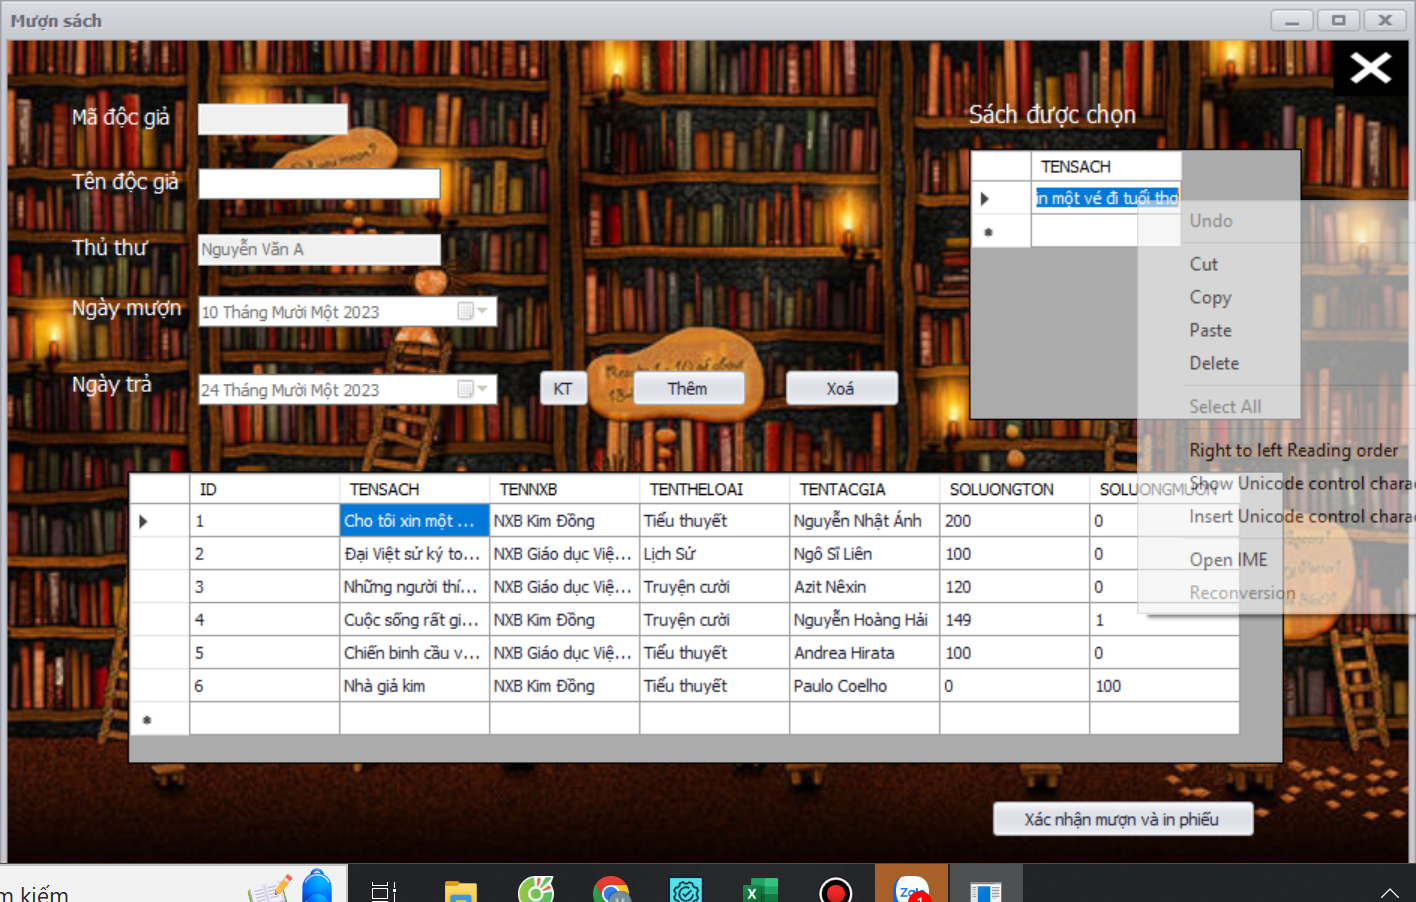 Mượn sách
Mã độc giả
Tên độc giả
Thủ thư
Nguyễn Văn A
Ngày mượn
10 Tháng Mười Một 2023
Ngày trả
24 Tháng Mười Một 2023
KT
Thêm
Xoá
Sách được chọn
TENSACH
in một vé đi tuổi thơ
Undo
Cut
Copy
Paste
Delete
Select All
Right to left Reading order
Show Unicode control charac
Insert Unicode control charac
Open IME
Reconversion
ID TENSACH TENNXB TENTHELOAI TENTACGIA SOLUONGTON SOLUONGMUON
1 Cho tôi xin một ... NXB Kim Đồng Tiểu thuyết Nguyễn Nhật Ánh 200 0
2 Đại Việt sử ký to... NXB Giáo dục Việ... Lịch Sử Ngô Sĩ Liên 100 0
3 Những người thí... NXB Giáo dục Việ... Truyện cười Azit Nêxin 120 0
4 Cuộc sống rất gi... NXB Kim Đồng Truyện cười Nguyễn Hoàng Hải 149 1
5 Chiến binh cầu v... NXB Giáo dục Việ... Tiểu thuyết Andrea Hirata 100 0
6 Nhà giả kim NXB Kim Đồng Tiểu thuyết Paulo Coelho 0 100
Xác nhận mượn và in phiếu
m kiếm
Zalo
1